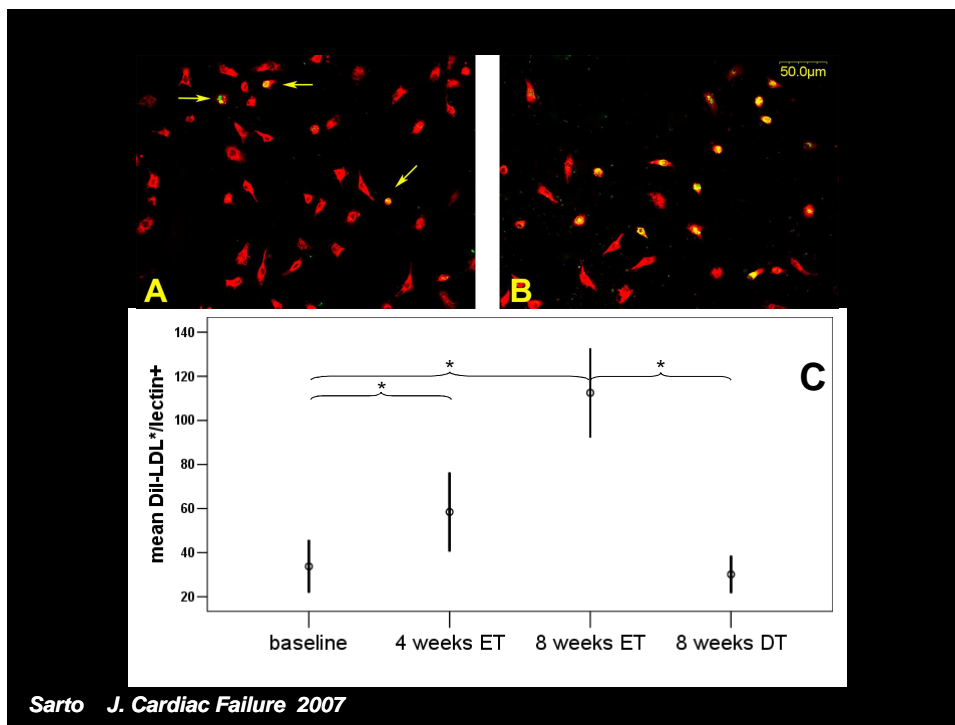 50.0µm
A
B
C
140
120
100
80
60
40
20
mean Dil-LDL*/lectin+
*
*
*
baseline 4 weeks ET 8 weeks ET 8 weeks DT
Sarto J. Cardiac Failure 2007